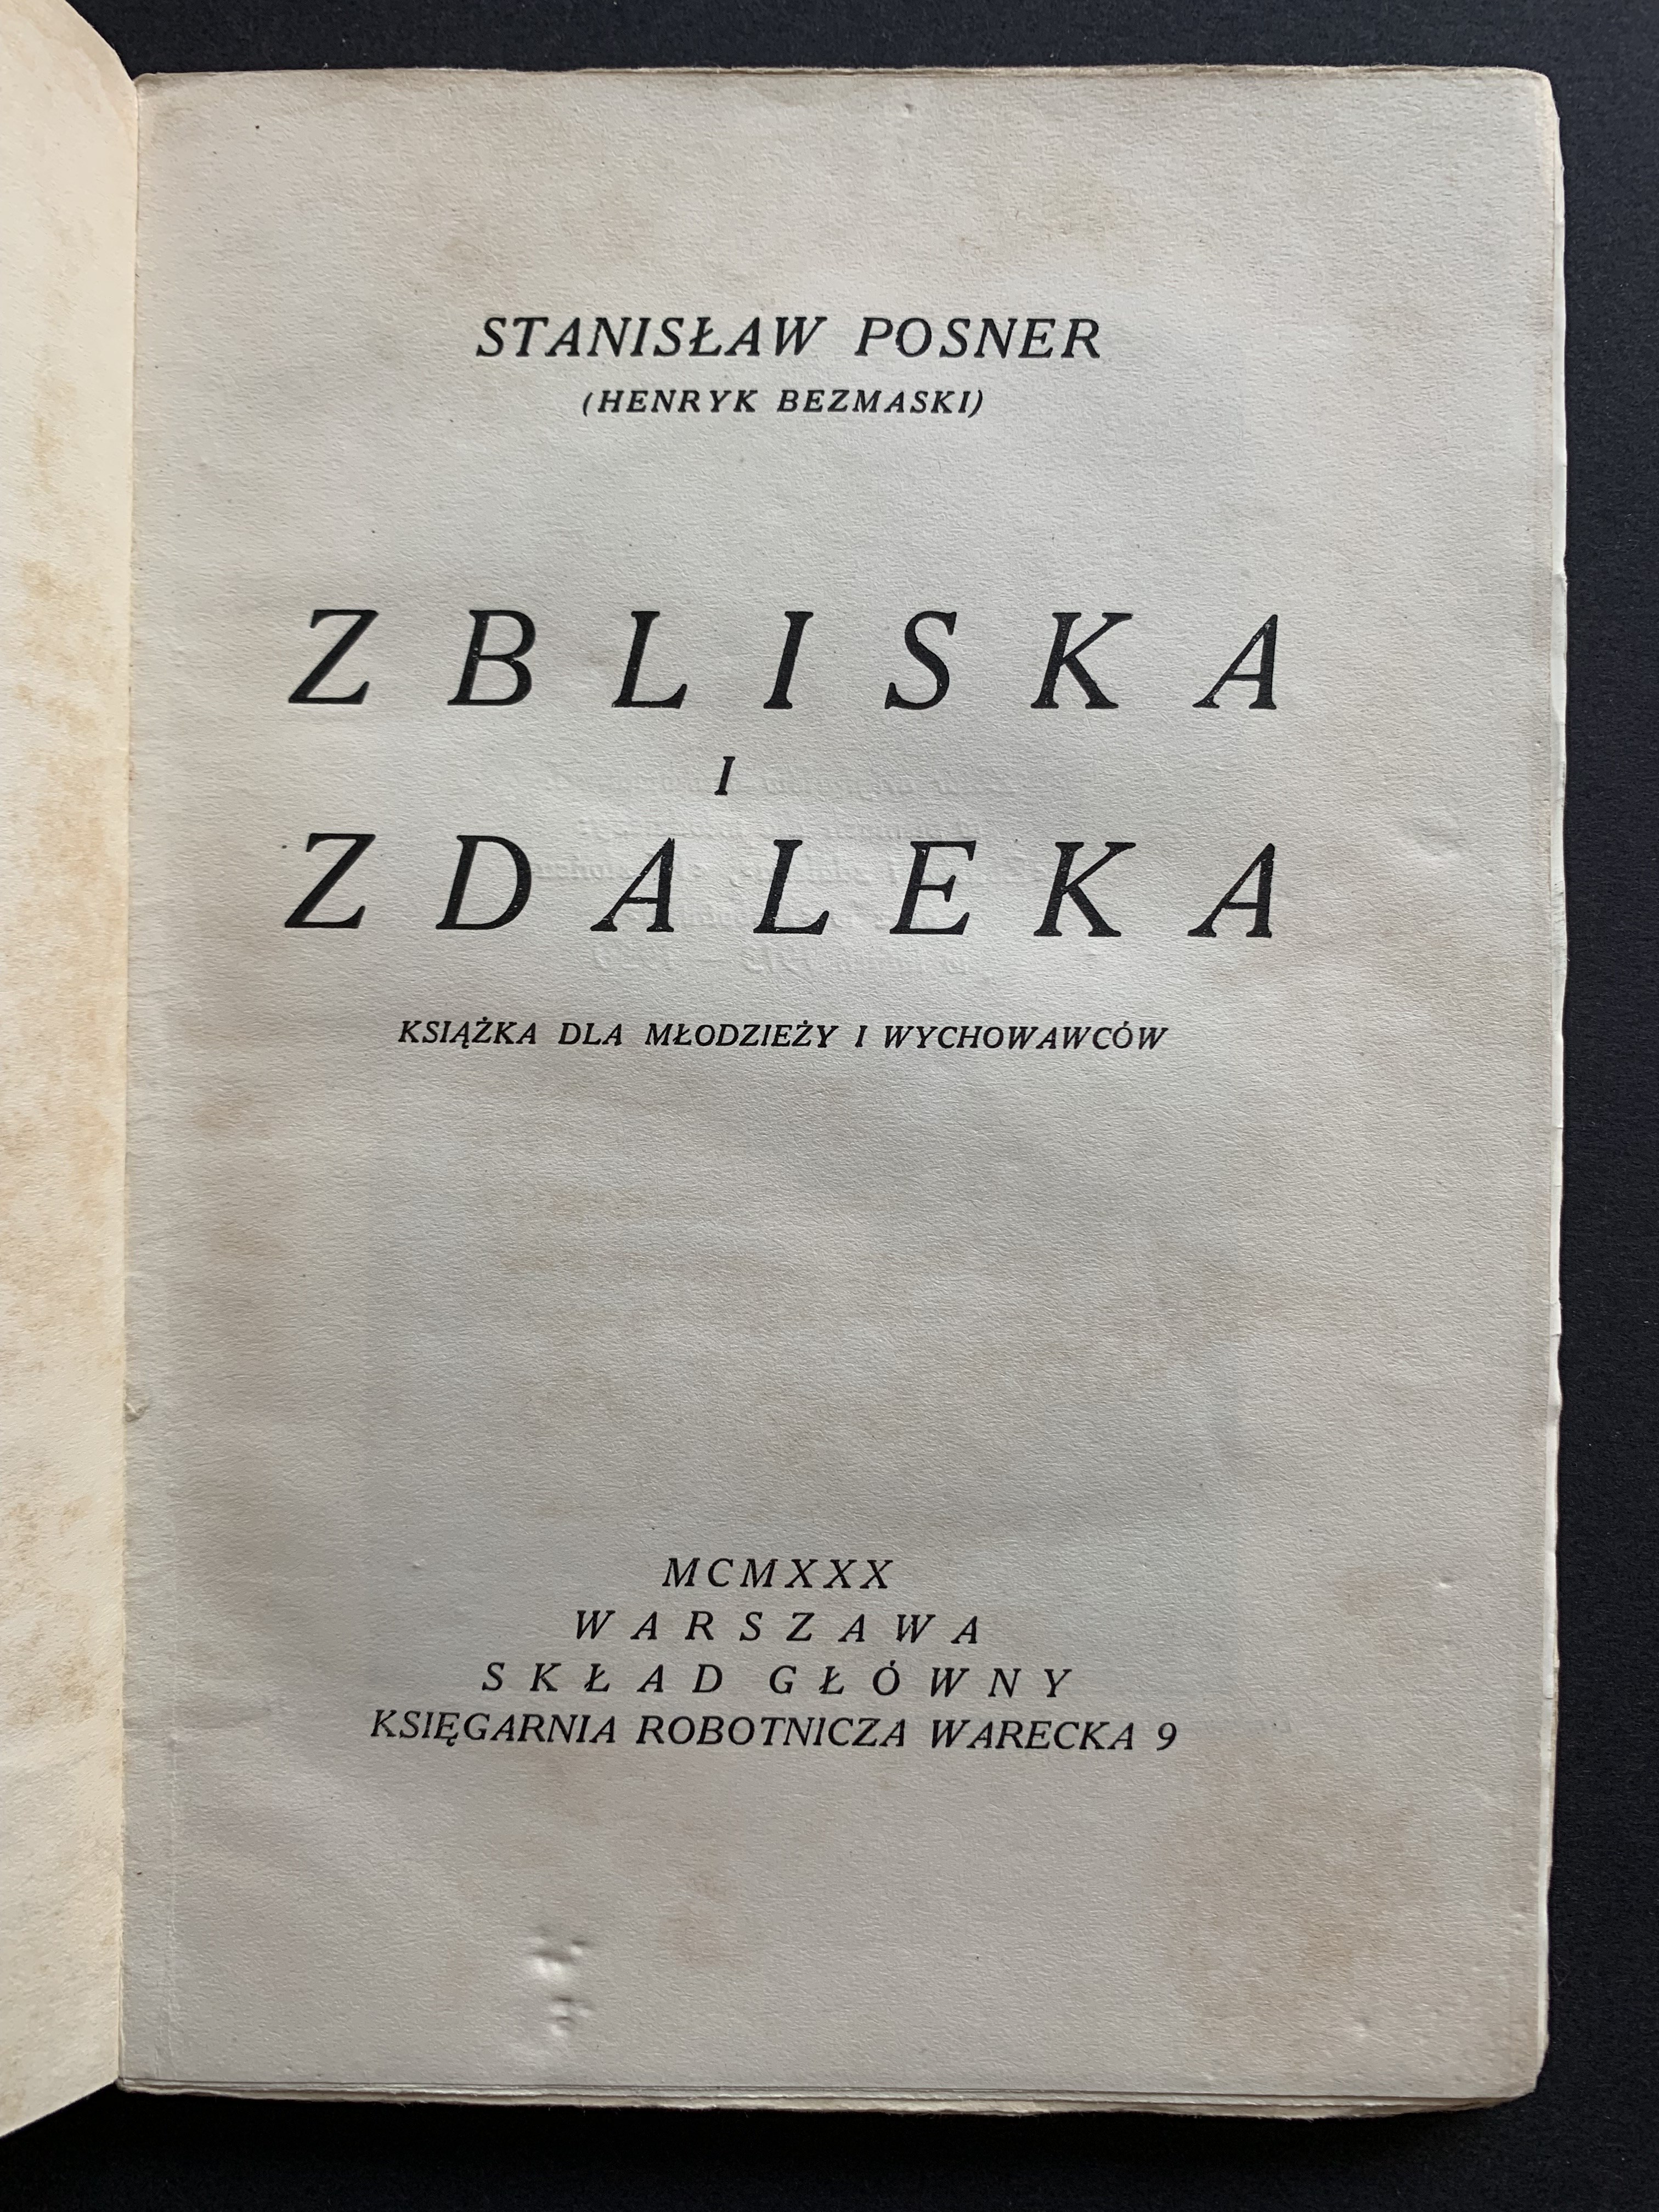 STANISŁAW POSNER
(HENRYK BEZMASKI)
ZBLISKA
I
ZDALEKA
KSIĄŻKA DLA MŁODZIEŻY I WYCHOWAWCÓW
MCMXXX
WARSZAWA
SKŁAD GŁÓWNY
KSIĘGARNIA ROBOTNICZA WARECKA 9